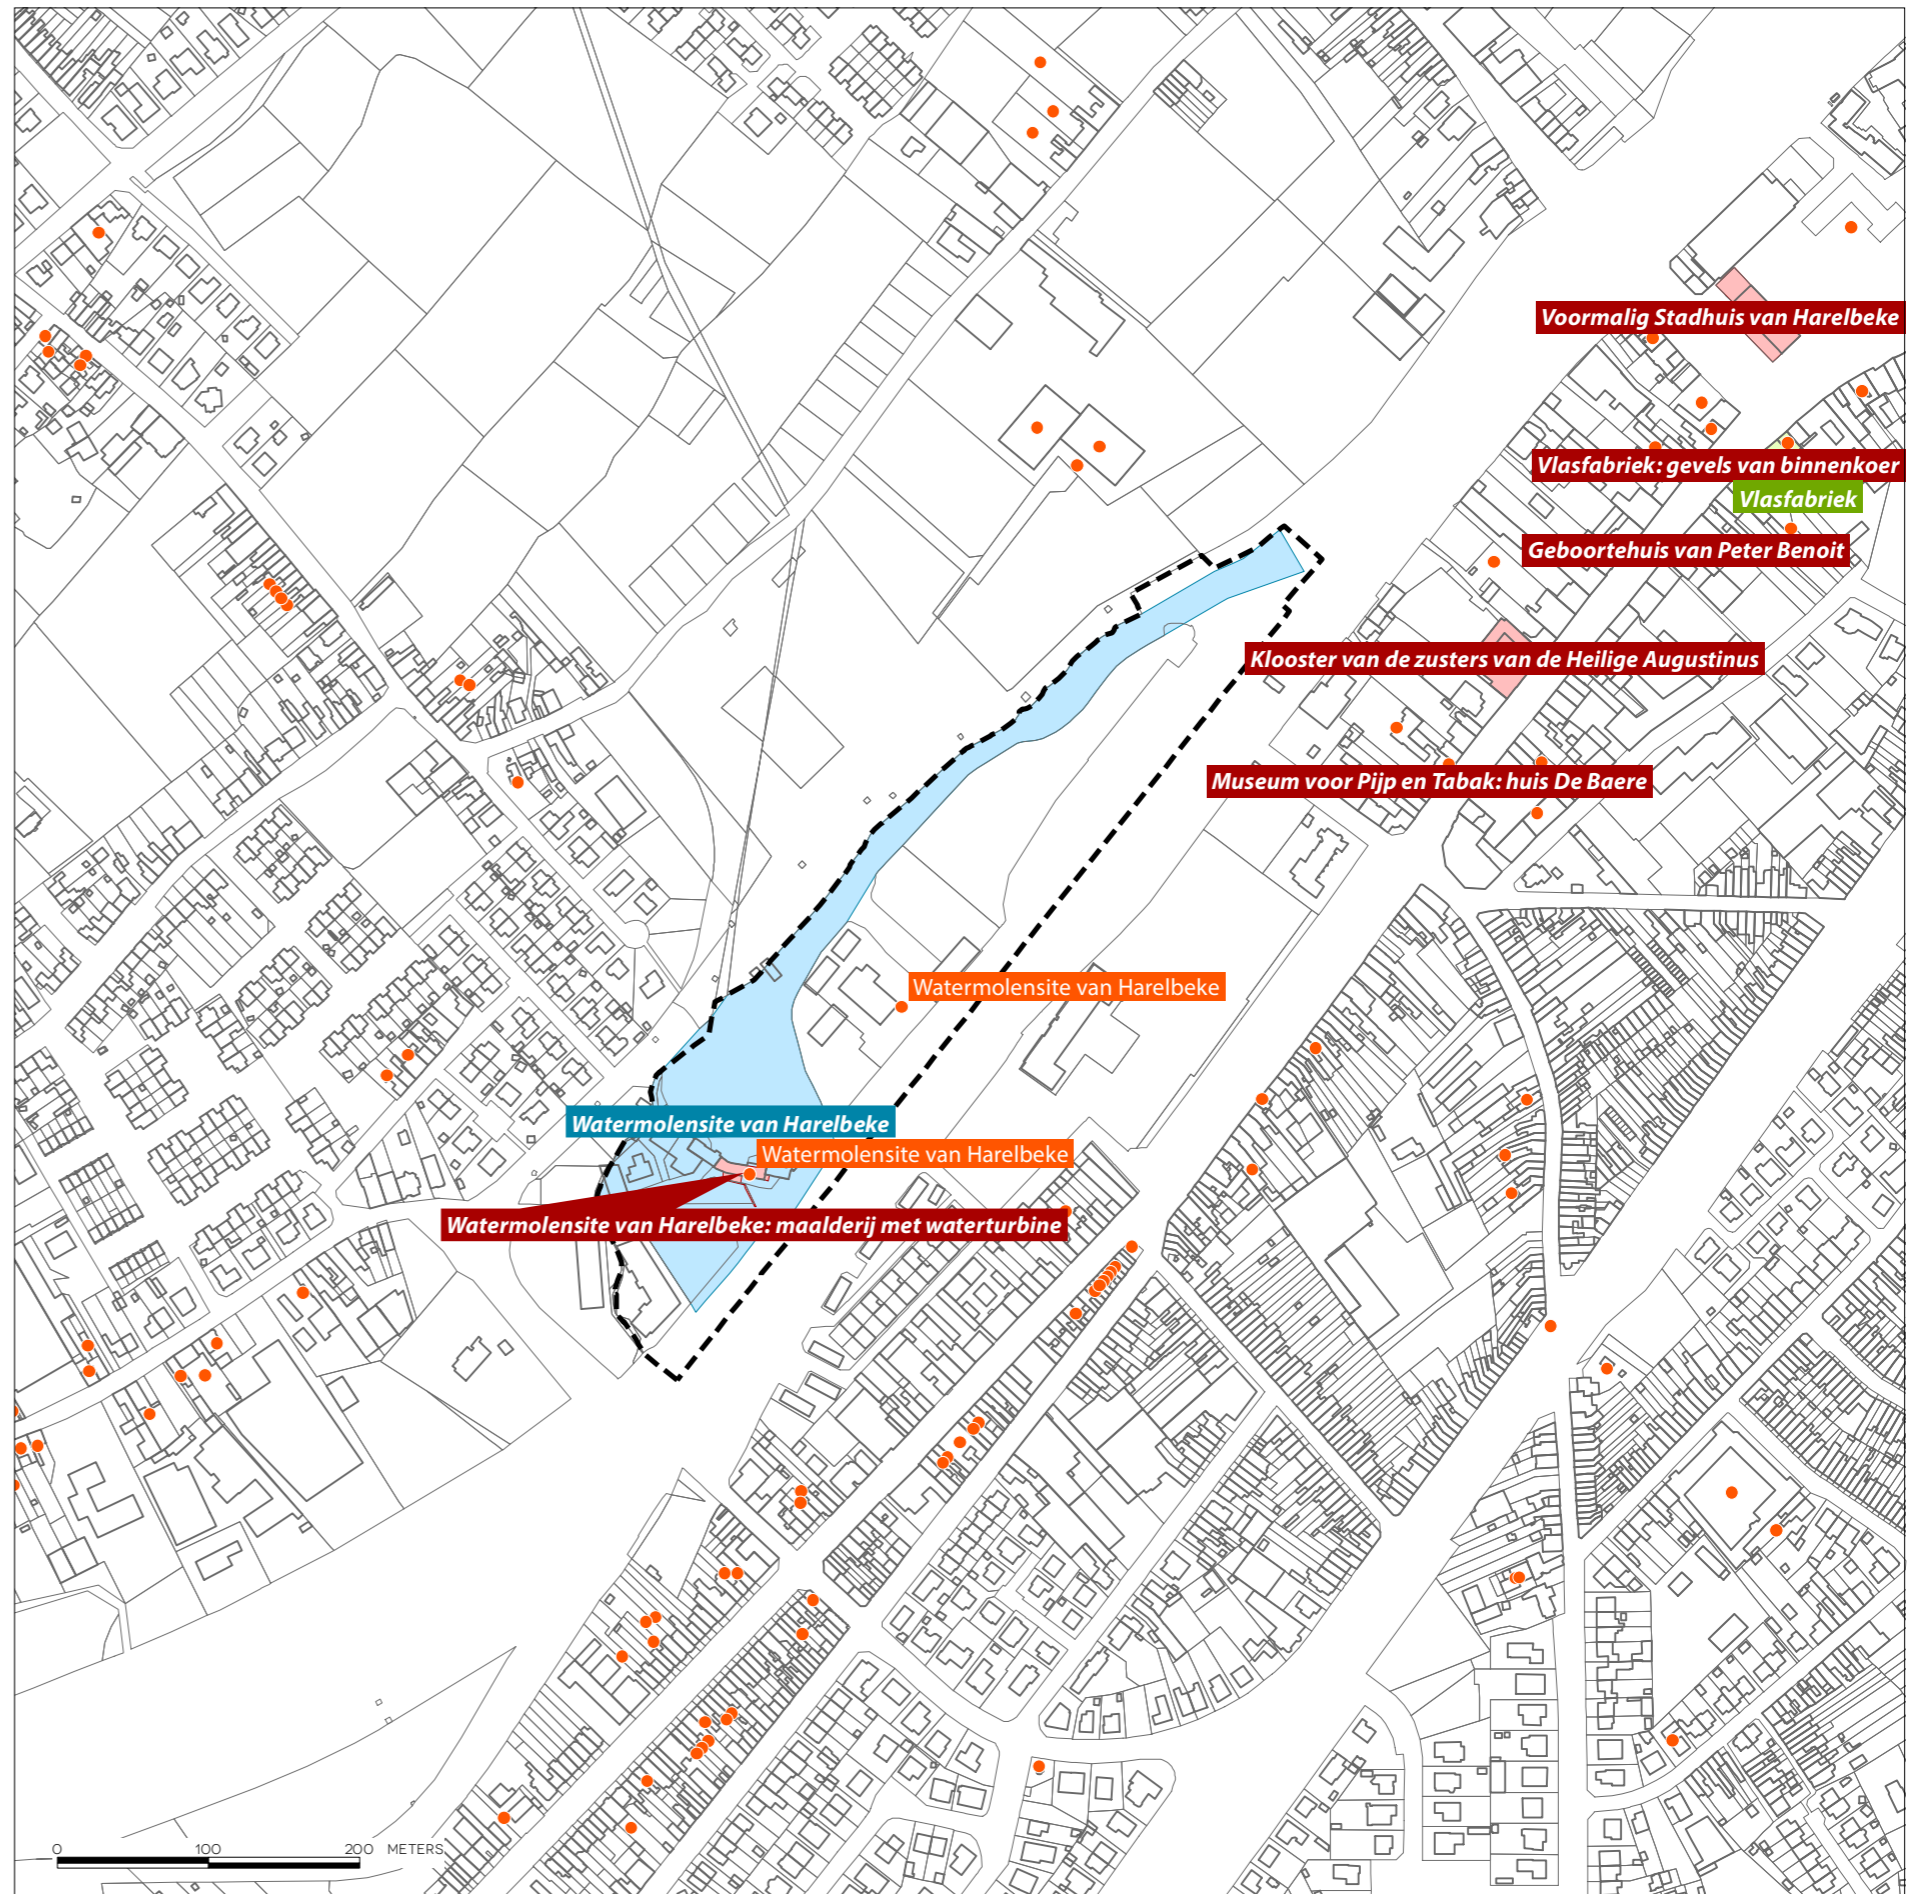 Voormalig Stadhuis van Harelbeke
Vlasfabriek: gevels van binnenkoer
Vlasfabriek
Geboortehuis van Peter Benoit
Klooster van de zusters van de Heilige Augustinus
Museum voor Pijp en Tabak: huis De Baere
Watermolensite van Harelbeke
Watermolensite van Harelbeke
Watermolensite van Harelbeke
Watermolensite van Harelbeke: maalderij met waterturbine
0 100 200 METERS